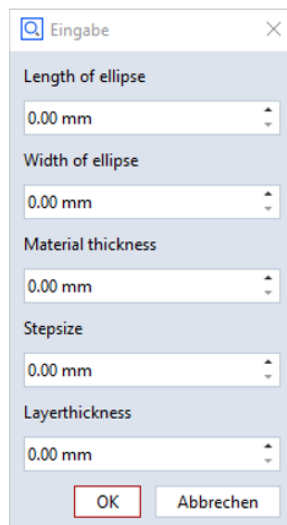 Eingabe
Length of ellipse
0.00 mm
Width of ellipse
0.00 mm
Material thickness
0.00 mm
Stepsize
0.00 mm
Layerthickness
0.00 mm
OK Abbrechen